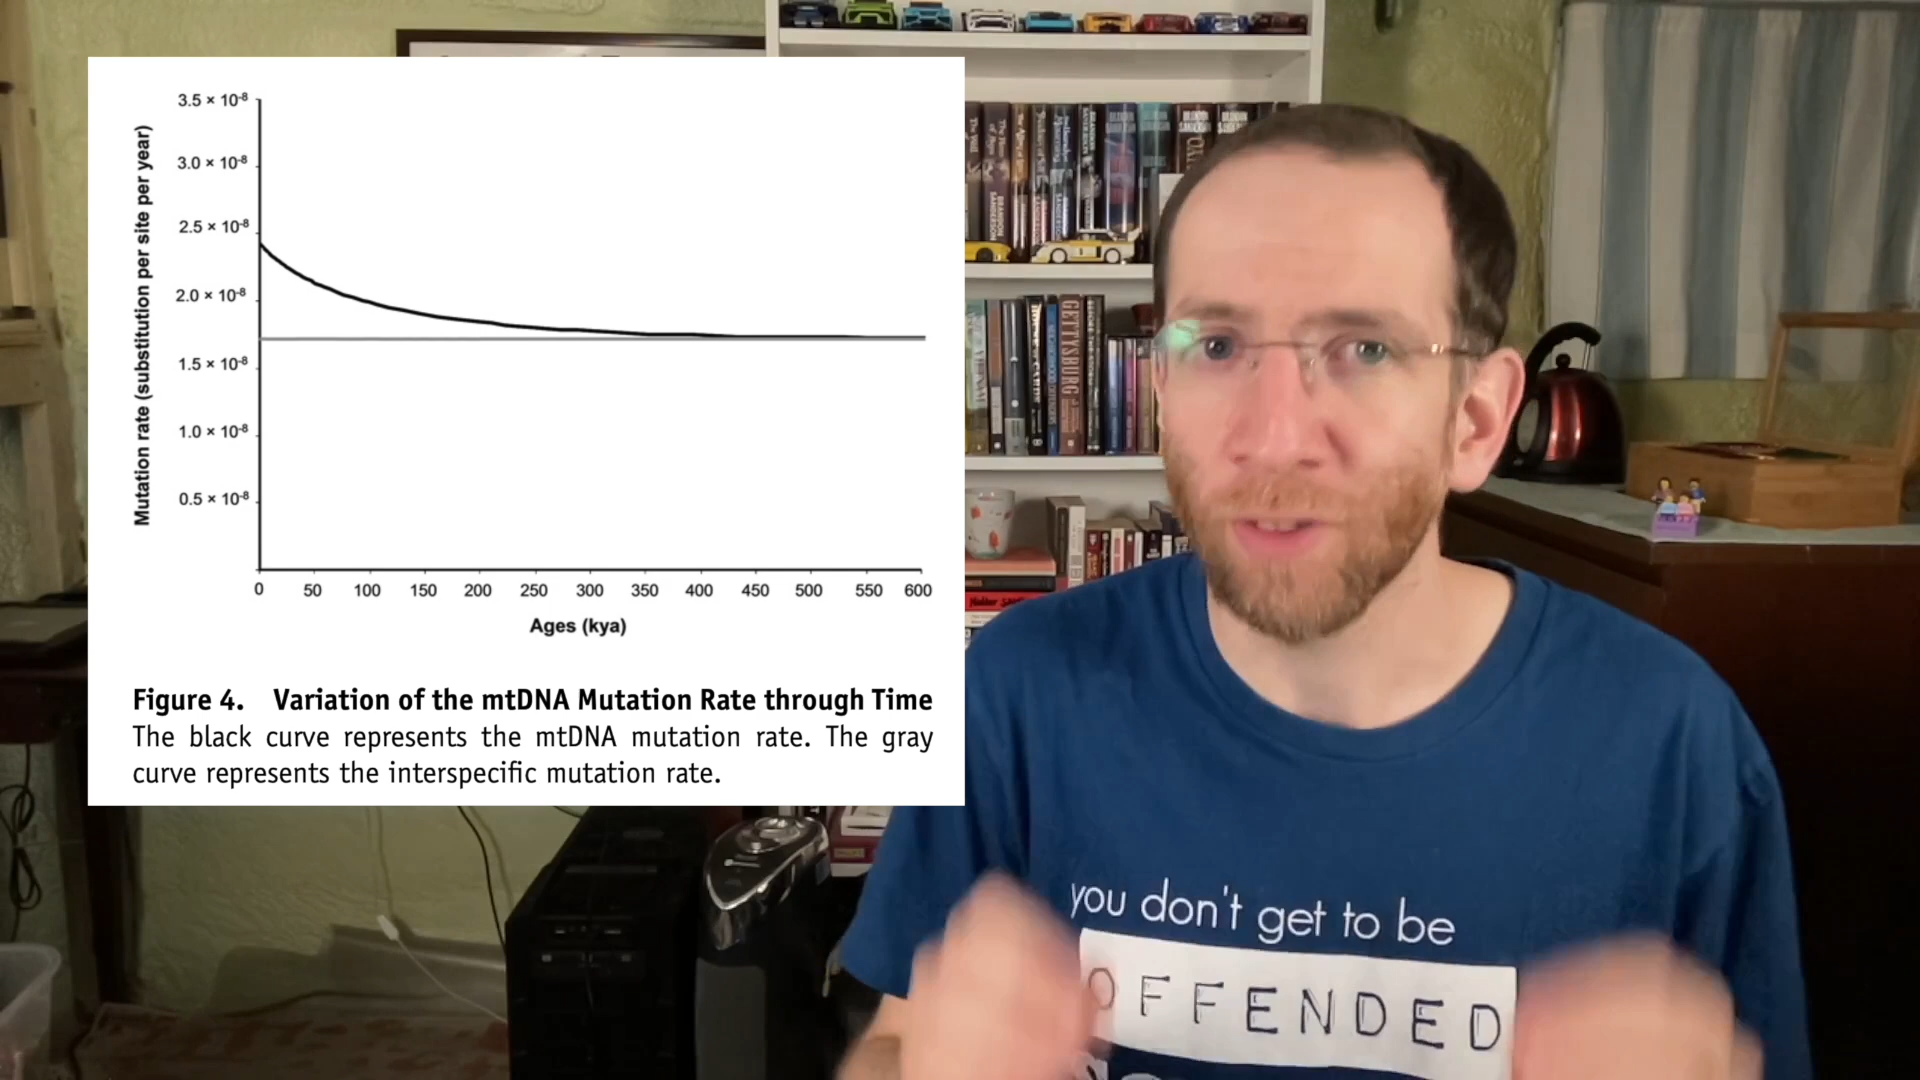 3.5 × 10-8
3.0 × 10-8
2.5 × 10-8
2.0 × 10-8
1.5 × 10-8
1.0 × 10-8
0.5 × 10-8
Mutation rate (substitution per site per year)
0 50 100 150 200 250 300 350 400 450 500 550 600
Ages (kya)
Figure 4. Variation of the mtDNA Mutation Rate through Time
The black curve represents the mtDNA mutation rate. The gray
curve represents the interspecific mutation rate.
BRANDON SANDERSON
GETTYSBURG
you don't get to be
OFFENDED